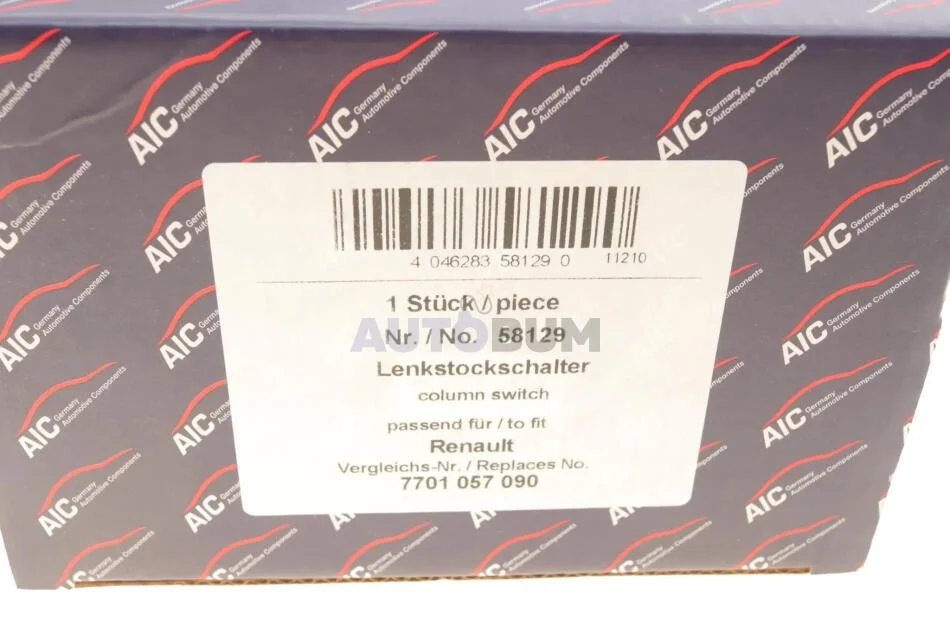 AIC Germany
Automotive Components
4 046283 58129 0 11210
1 Stück / piece
Nr. / No. 58129
AUTOBUM
Lenkstockschalter
column switch
passend für / to fit
Renault
Vergleichs-Nr. / Replaces No.
7701 057 090